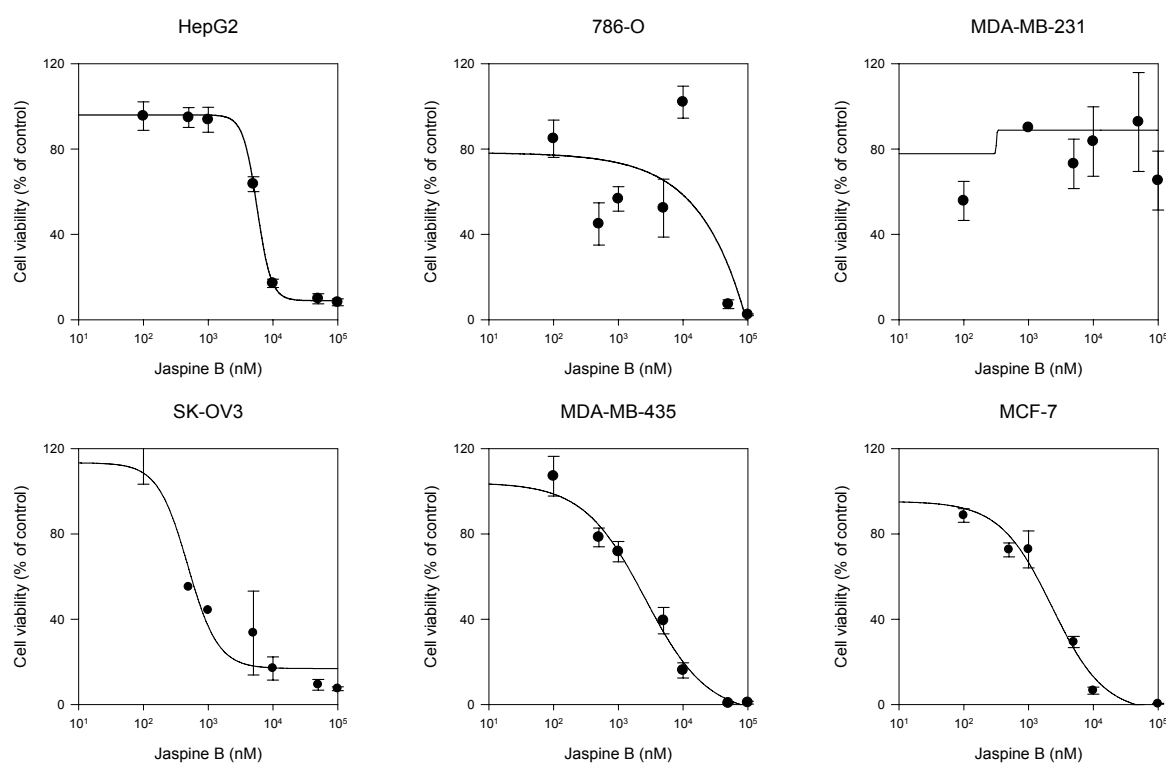 HepG2
786-O
MDA-MB-231
120
80
40
0
Cell viability (% of control)
10¹ 10² 10³ 10⁴ 10⁵
Jaspine B (nM)
120
80
40
0
Cell viability (% of control)
10¹ 10² 10³ 10⁴ 10⁵
Jaspine B (nM)
120
80
40
0
Cell viability (% of control)
10¹ 10² 10³ 10⁴ 10⁵
Jaspine B (nM)
SK-OV3
MDA-MB-435
MCF-7
120
80
40
0
Cell viability (% of control)
10¹ 10² 10³ 10⁴ 10⁵
Jaspine B (nM)
120
80
40
0
Cell viability (% of control)
10¹ 10² 10³ 10⁴ 10⁵
Jaspine B (nM)
120
80
40
0
Cell viability (% of control)
10¹ 10² 10³ 10⁴ 10⁵
Jaspine B (nM)